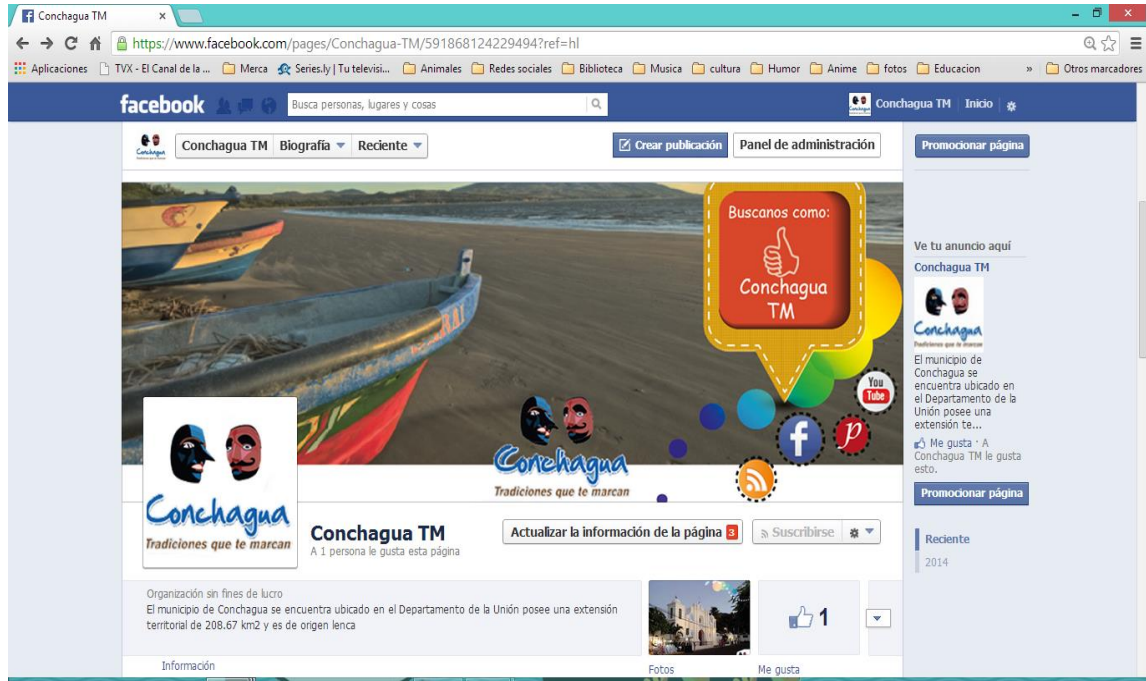 Conchagua TM
https://www.facebook.com/pages/Conchagua-TM/591868124229494?ref=hl
Aplicaciones TVX - El Canal de la ... Merca Series.ly | Tu televisi... Animales Redes sociales Biblioteca Musica cultura Humor Anime fotos Educacion » Otros marcadores
facebook Busca personas, lugares y cosas Conchagua TM Inicio
Conchagua Conchagua TM Biografía Reciente Crear publicación Panel de administración Promocionar página
Buscanos como:
Conchagua
TM
You
Tube
Conchagua
Tradiciones que te marcan
Conchagua
Tradiciones que te marcan
Conchagua TM
A 1 persona le gusta esta página
Actualizar la información de la página 3 Suscribirse
Organización sin fines de lucro
El municipio de Conchagua se encuentra ubicado en el Departamento de la Unión posee una extensión
territorial de 208.67 km2 y es de origen lenca
1
Información
Fotos
Me gusta
Ve tu anuncio aquí
Conchagua TM
Conchagua
Tradiciones que te marcan
El municipio de
Conchagua se
encuentra ubicado en
el Departamento de la
Unión posee una
extensión te...
Me gusta · A
Conchagua TM le gusta
esto.
Promocionar página
Reciente
2014